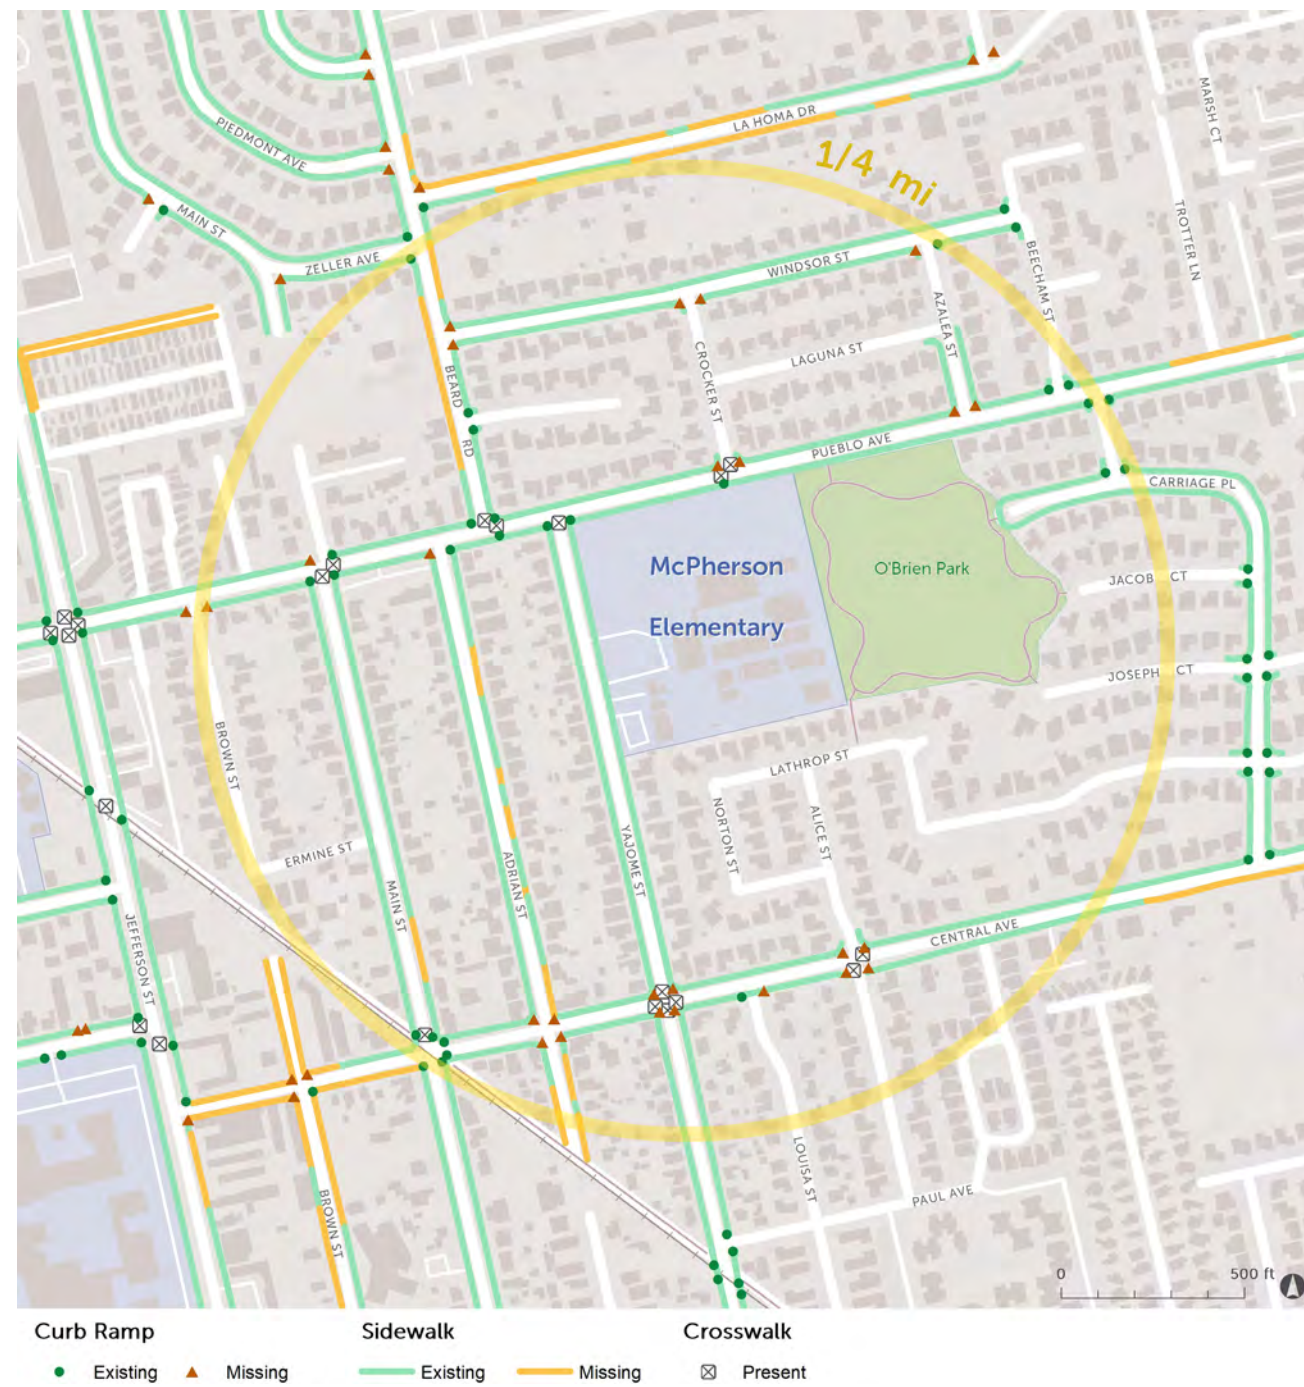 LA HOMA DR
MARSH CT
PIEDMONT AVE
1/4 mi
MAIN ST
TROTTER LN
ZELLER AVE
WINDSOR ST
BEECHAM ST
AZALEA ST
CROCKER ST
LAGUNA ST
BEARD
RD
PUEBLO AVE
CARRIAGE PL
McPherson
Elementary
O'Brien Park
JACOB CT
JOSEPH CT
BROWN ST
LATHROP ST
NORTON ST
ALICE ST
YAJOME ST
ERMINE ST
ADRIAN ST
MAIN ST
JEFFERSON ST
CENTRAL AVE
LOUISA ST
PAUL AVE
BROWN ST
0 500 ft
Curb Ramp Sidewalk Crosswalk
Existing Missing Existing Missing Present